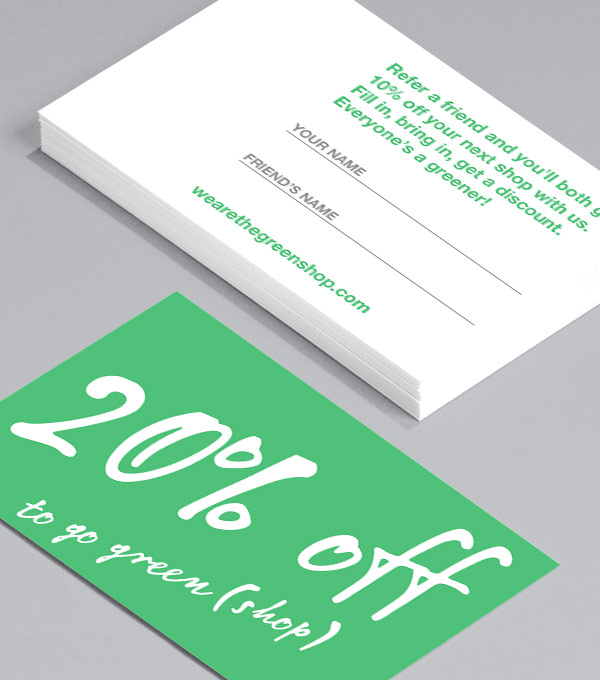 Refer a friend and you'll both g
10% off your next shop with us.
Fill in, bring in, get a discount.
Everyone's a greener!
YOUR NAME
FRIEND'S NAME
wearethegreenshop.com
20% off
to go green (shop)